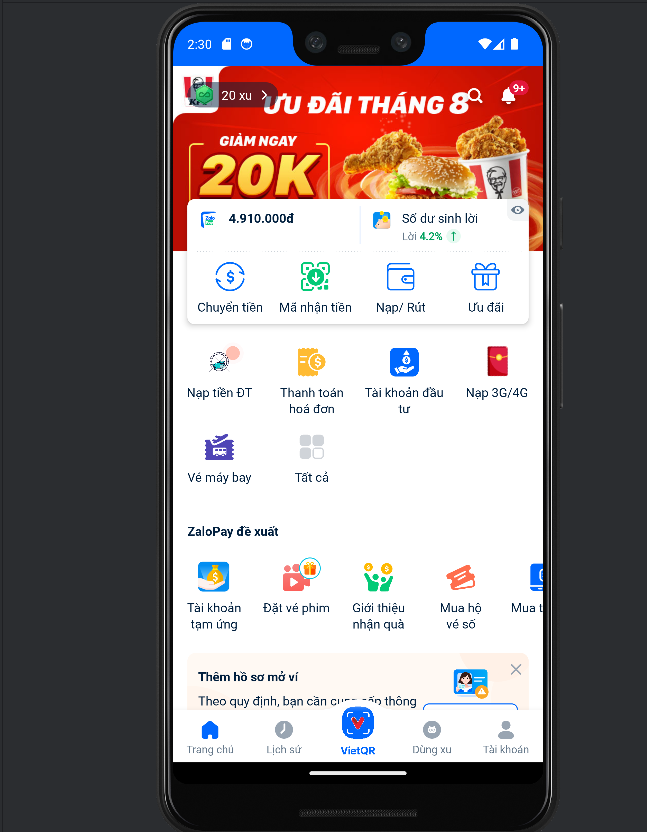 2:30
20 xu
ƯU ĐÃI THÁNG 8
9+
GIẢM NGAY
20K
4.910.000đ
Số dư sinh lời
Lời 4.2% ↑
Chuyển tiền
Mã nhận tiền
Nạp/ Rút
Ưu đãi
Nạp tiền ĐT
Thanh toán
hoá đơn
Tài khoản đầu
tư
Nạp 3G/4G
Vé máy bay
Tất cả
ZaloPay đề xuất
Tài khoản
tạm ứng
Đặt vé phim
Giới thiệu
nhận quà
Mua hộ
vé số
Mua
Thêm hồ sơ mở ví
Theo quy định, bạn cần cung cấp thông
Trang chủ
Lịch sử
VietQR
Dùng xu
Tài khoản